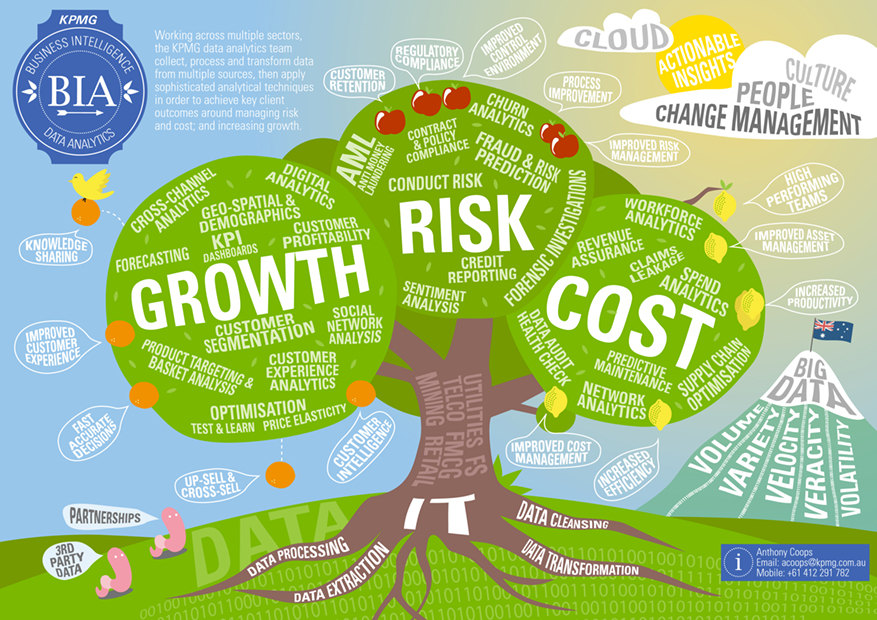 KPMG
BUSINESS INTELLIGENCE
BIA
DATA ANALYTICS
Working across multiple sectors,
the KPMG data analytics team
collect, process and transform data
from multiple sources, then apply
sophisticated analytical techniques
in order to achieve key client
outcomes around managing risk
and cost; and increasing growth.
CUSTOMER
RETENTION
REGULATORY
COMPLIANCE
IMPROVED
CONTROL
ENVIRONMENT
PROCESS
IMPROVEMENT
IMPROVED RISK
MANAGEMENT
CLOUD
ACTIONABLE
INSIGHTS
CULTURE
PEOPLE
CHANGE MANAGEMENT
AML
ANTI-MONEY
LAUNDERING
CONTRACT
& POLICY
COMPLIANCE
CHURN
ANALYTICS
FRAUD & RISK
PREDICTION
CONDUCT RISK
RISK
CREDIT
REPORTING
SENTIMENT
ANALYSIS
FORENSIC INVESTIGATIONS
KNOWLEDGE
SHARING
CROSS-CHANNEL
ANALYTICS
DIGITAL
ANALYTICS
GEO-SPATIAL &
DEMOGRAPHICS
FORECASTING
KPI
DASHBOARDS
CUSTOMER
PROFITABILITY
GROWTH
CUSTOMER
SEGMENTATION
SOCIAL
NETWORK
ANALYSIS
PRODUCT TARGETING &
BASKET ANALYSIS
CUSTOMER
EXPERIENCE
ANALYTICS
OPTIMISATION
TEST & LEARN
PRICE ELASTICITY
IMPROVED
CUSTOMER
EXPERIENCE
FAST
ACCURATE
DECISIONS
UP-SELL &
CROSS-SELL
CUSTOMER
INTELLIGENCE
WORKFORCE
ANALYTICS
REVENUE
ASSURANCE
CLAIMS
LEAKAGE
SPEND
ANALYTICS
COST
DATA AUDIT
HEALTH CHECK
PREDICTIVE
MAINTENANCE
NETWORK
ANALYTICS
SUPPLY CHAIN
OPTIMISATION
HIGH
PERFORMING
TEAMS
IMPROVED ASSET
MANAGEMENT
INCREASED
PRODUCTIVITY
IMPROVED COST
MANAGEMENT
INCREASED
EFFICIENCY
BIG
DATA
VOLUME
VARIETY
VELOCITY
VERACITY
VOLATILITY
UTILITIES FS
TELCO FMCG
MINING RETAIL
IT
PARTNERSHIPS
3RD
PARTY
DATA
DATA
DATA PROCESSING
DATA EXTRACTION
DATA CLEANSING
DATA TRANSFORMATION
i
Anthony Coops
Email: acoops@kpmg.com.au
Mobile: +61 412 291 782